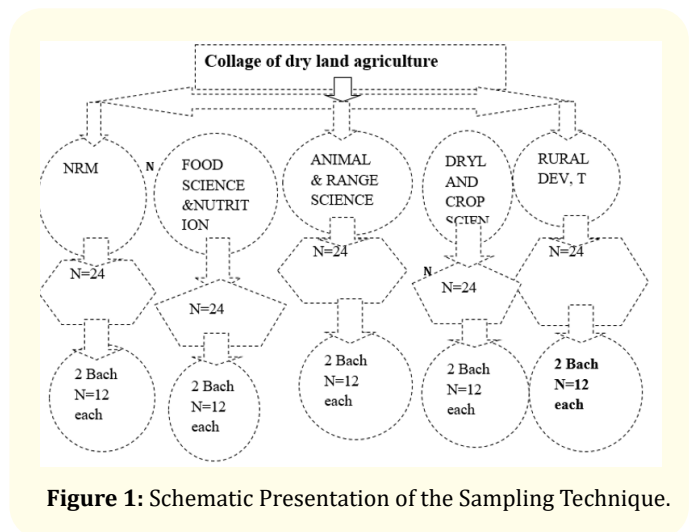 Collage of dry land agriculture
NRM
N
FOOD
SCIENCE
&NUTRIT
ION
ANIMAL
& RANGE
SCIENCE
DRYL
AND
CROP
SCIEN
RURAL
DEV, T
N=24
N=24
N=24
N
N=24
N=24
2 Bach
N=12
each
2 Bach
N=12
each
2 Bach
N=12
each
2 Bach
N=12
each
2 Bach
N=12
each
Figure 1: Schematic Presentation of the Sampling Technique.